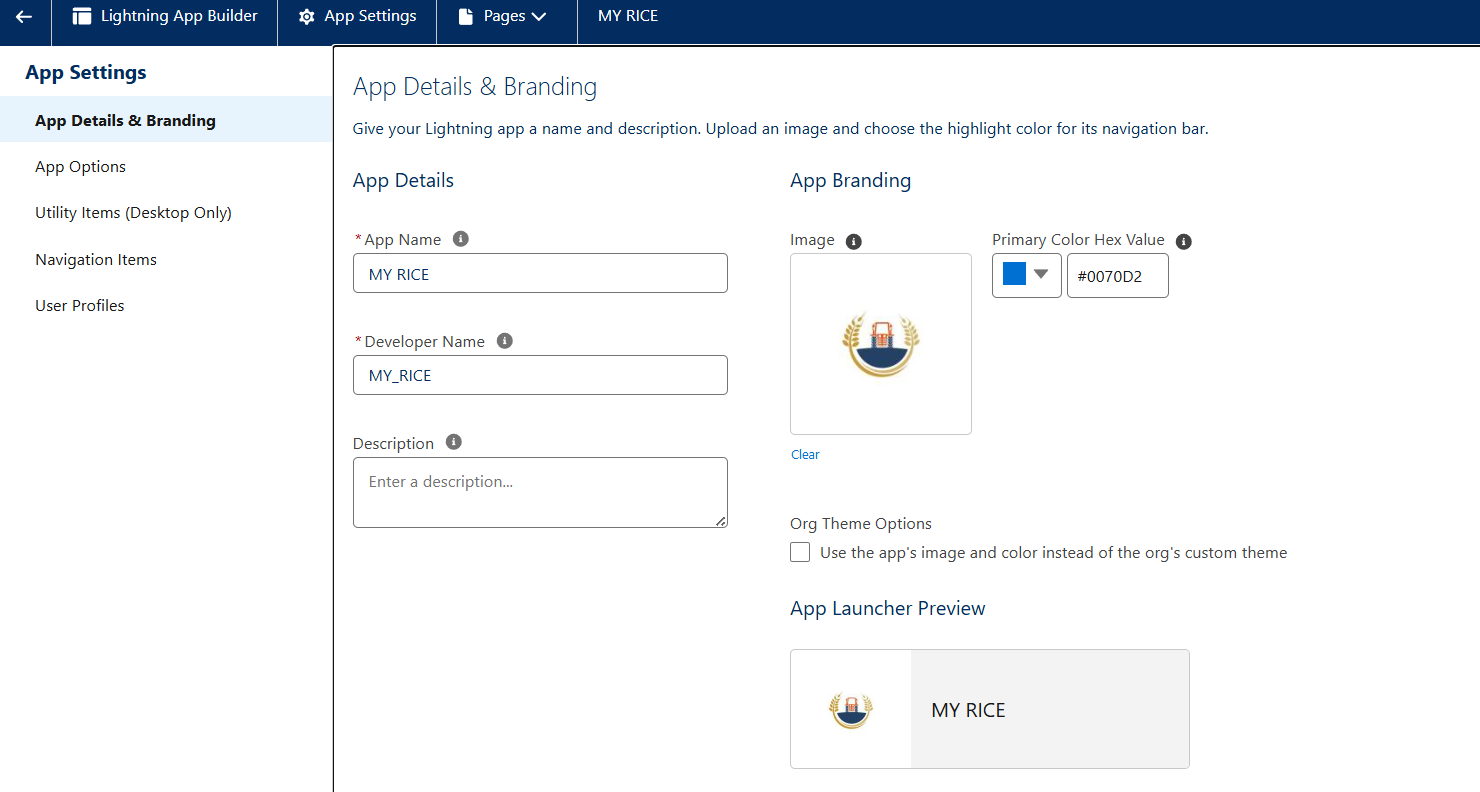 Lightning App Builder
App Settings
Pages
MY RICE
App Settings
App Details & Branding
App Options
Utility Items (Desktop Only)
Navigation Items
User Profiles
App Details & Branding
Give your Lightning app a name and description. Upload an image and choose the highlight color for its navigation bar.
App Details
*App Name
MY RICE
*Developer Name
MY_RICE
Description
Enter a description...
App Branding
Image
Clear
Primary Color Hex Value
#0070D2
Org Theme Options
Use the app's image and color instead of the org's custom theme
App Launcher Preview
MY RICE